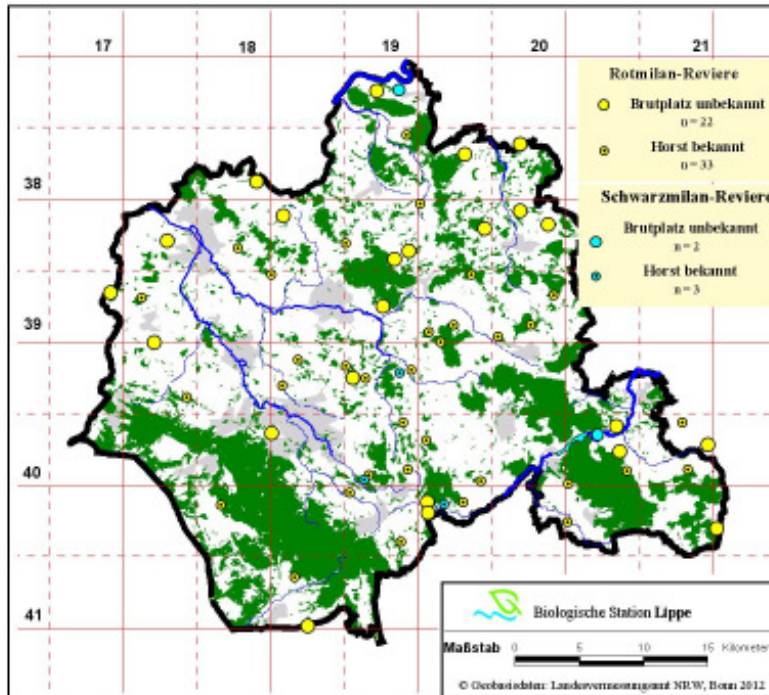 17 18 19 20 21
Rotmilan-Reviere
Brutplatz unbekannt
n = 22
Horst bekannt
n = 33
Schwarzmilan-Reviere
Brutplatz unbekannt
n = 2
Horst bekannt
n = 3
38
39
40
41
Biologische Station Lippe
Maßstab 0 5 10 15 Kilometer
© Geobasisdaten: Landesvermessungsamt NRW, Bonn 2012